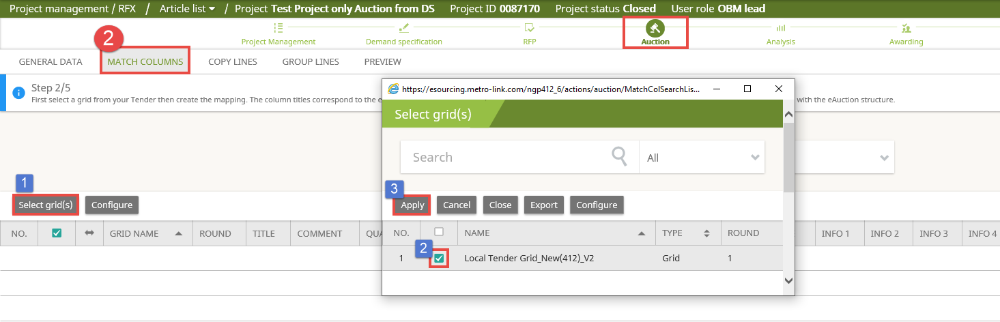 Project management / RFX / Article list / Project Test Project only Auction from DS Project ID 0087170 Project status Closed User role OBM lead
2
Project Management Demand specification RFP Auction Analysis Awarding
GENERAL DATA MATCH COLUMNS COPY LINES GROUP LINES PREVIEW
Step 2/5
First select a grid from your Tender then create the mapping. The column titles correspond to the e
with the eAuction structure.
https://esourcing.metro-link.com/ngp412_6/actions/auction/MatchColSearchLis...
Select grid(s)
Search All
1
Select grid(s) Configure
3
Apply Cancel Close Export Configure
NO. GRID NAME ROUND TITLE COMMENT QUA
NO. NAME TYPE ROUND
INFO 1 INFO 2 INFO 3 INFO 4
2
1 Local Tender Grid_New(412)_V2 Grid 1